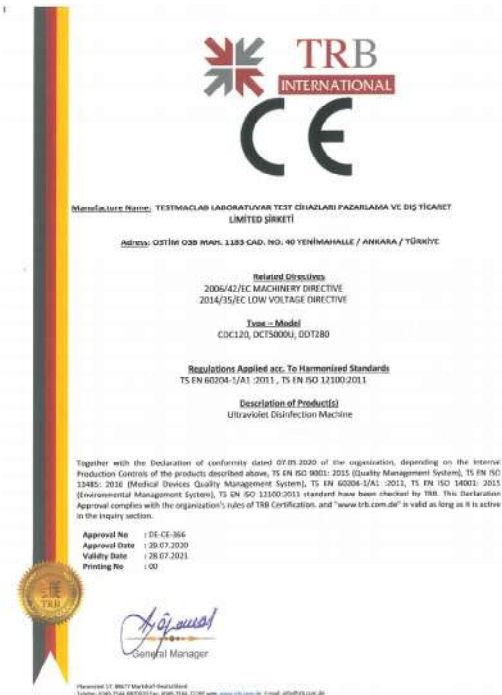 TRB
INTERNATIONAL
CE
Manufacture Name: TESTMACLAB LABORATUVAR TEST CİHAZLARI PAZARLAMA VE DIŞ TİCARET
LİMİTED ŞİRKETİ
Adress: OSTİM OSB MAH. 1183 CAD. NO. 40 YENİMAHALLE / ANKARA / TÜRKİYE
Related Directives
2006/42/EC MACHINERY DIRECTIVE
2014/35/EC LOW VOLTAGE DIRECTIVE
Type – Model
CDC120, DCT5000U, DDT280
Regulations Applied acc. To Harmonized Standards
TS EN 60204-1/A1 :2011 , TS EN ISO 12100:2011
Description of Product(s)
Ultraviolet Disinfection Machine
Together with the Declaration of conformity dated 07.05.2020 of the organization, depending on the Internal
Production Controls of the products described above, TS EN ISO 9001: 2015 (Quality Management System), TS EN ISO
13485: 2016 (Medical Devices Quality Management System), TS EN 60204-1/A1 :2011, TS EN ISO 14001: 2015
(Environmental Management System), TS EN ISO 12100:2011 standard have been checked by TRB. This Declaration
Approval complies with the organization's rules of TRB Certification. and "www.trb.com.de" is valid as long as it is active
in the inquiry section.
Approval No : DE-CE-366
Approval Date : 29.07.2020
Validity Date : 28.07.2021
Printing No : 00
TRB
General Manager